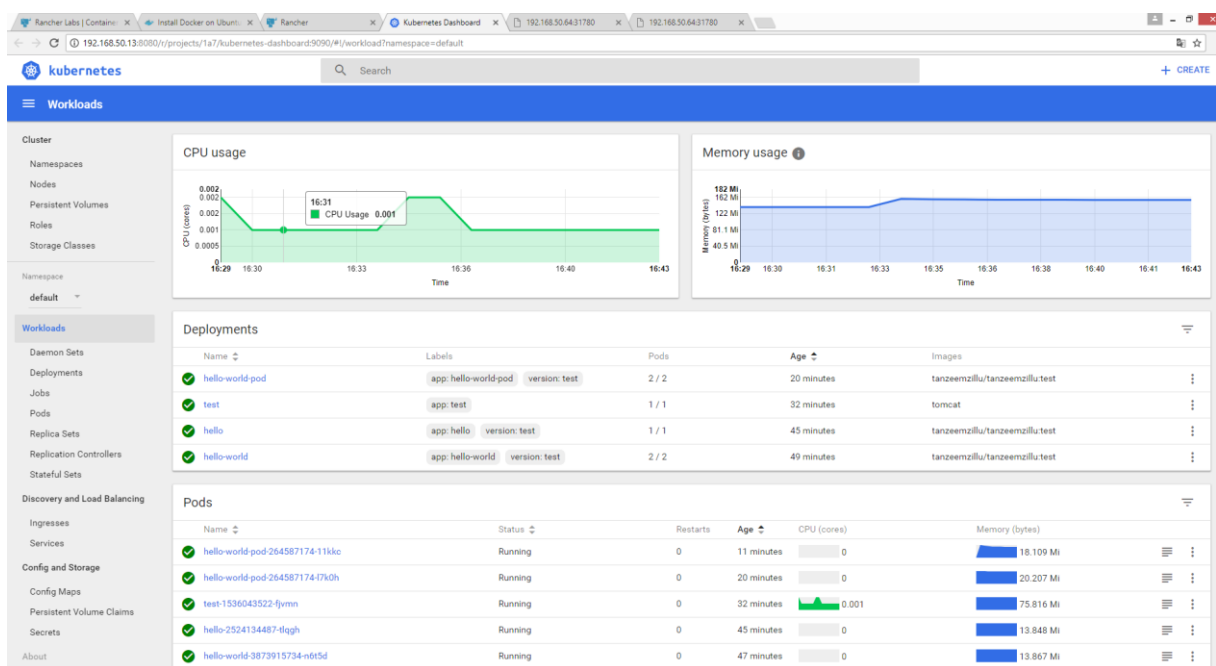 Rancher Labs | Container
Install Docker on Ubuntu
Rancher
Kubernetes Dashboard
192.168.50.64:31780
192.168.50.64:31780
192.168.50.13:8080/r/projects/1a7/kubernetes-dashboard:9090/#!/workload?namespace=default
kubernetes
Search
+ CREATE
Workloads
Cluster
Namespaces
Nodes
Persistent Volumes
Roles
Storage Classes
Namespace
default
Workloads
Daemon Sets
Deployments
Jobs
Pods
Replica Sets
Replication Controllers
Stateful Sets
Discovery and Load Balancing
Ingresses
Services
Config and Storage
Config Maps
Persistent Volume Claims
Secrets
About
CPU usage
CPU (cores)
0.002
0.002
0.002
0.001
0.0005
0
16:31
CPU Usage 0.001
16:29 16:30 16:33 16:36 16:40 16:43
Time
Memory usage
Memory (bytes)
182 Mi
162 Mi
122 Mi
81.1 Mi
40.5 Mi
0
16:29 16:30 16:31 16:33 16:35 16:36 16:38 16:40 16:41 16:43
Time
Deployments
Name Labels Pods Age Images
hello-world-pod app: hello-world-pod version: test 2 / 2 20 minutes tanzeemzillu/tanzeemzillu:test
test app: test 1 / 1 32 minutes tomcat
hello app: hello version: test 1 / 1 45 minutes tanzeemzillu/tanzeemzillu:test
hello-world app: hello-world version: test 2 / 2 49 minutes tanzeemzillu/tanzeemzillu:test
Pods
Name Status Restarts Age CPU (cores) Memory (bytes)
hello-world-pod-264587174-11kkc Running 0 11 minutes 0 18.109 Mi
hello-world-pod-264587174-l7k0h Running 0 20 minutes 0 20.207 Mi
test-1536043522-fjvmn Running 0 32 minutes 0.001 75.816 Mi
hello-2524134487-tlqgh Running 0 45 minutes 0 13.848 Mi
hello-world-3873915734-n6t5d Running 0 47 minutes 0 13.867 Mi